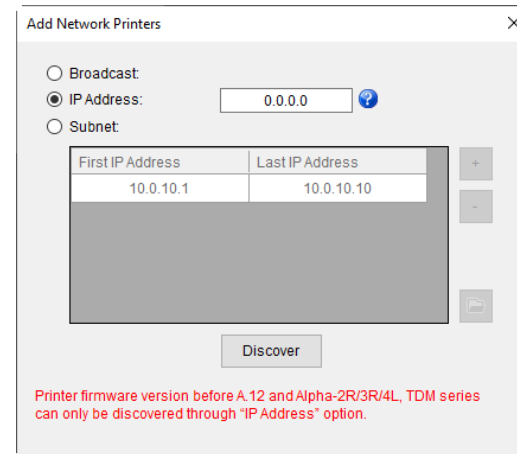 Add Network Printers
Broadcast:
IP Address: 0.0.0.0 ?
Subnet:
First IP Address Last IP Address +
10.0.10.1 10.0.10.10
-
Discover
Printer firmware version before A.12 and Alpha-2R/3R/4L, TDM series
can only be discovered through “IP Address” option.